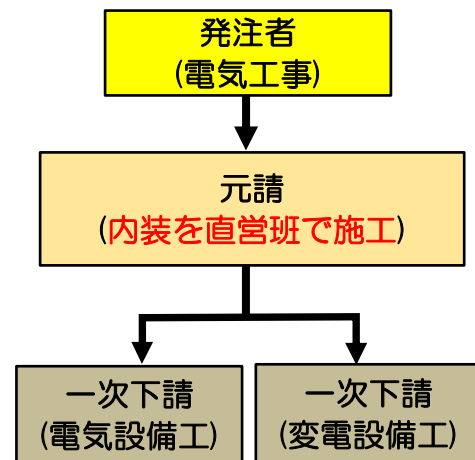 発注者
(電気工事)
元請
(内装を直営班で施工)
一次下請
(電気設備工)
一次下請
(変電設備工)